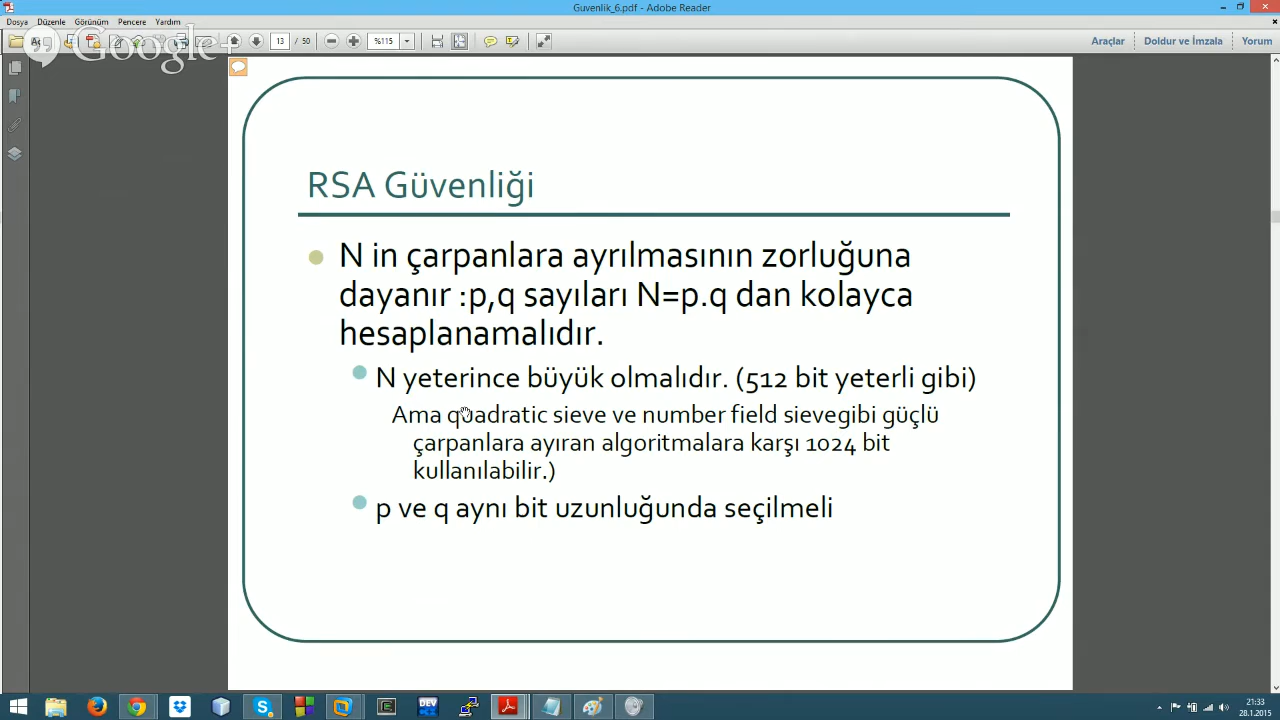 Guvenlik_6.pdf - Adobe Reader
Dosya Düzenle Görünüm Pencere Yardım
Google+
13 / 50 %115 Araçlar Doldur ve İmzala Yorum
RSA Güvenliği
N in çarpanlara ayrılmasının zorluğuna
dayanır :p,q sayıları N=p.q dan kolayca
hesaplanamalıdır.
N yeterince büyük olmalıdır. (512 bit yeterli gibi)
Ama quadratic sieve ve number field sievegibi güçlü
çarpanlara ayıran algoritmalara karşı 1024 bit
kullanılabilir.)
p ve q aynı bit uzunluğunda seçilmeli
DEV
21:33
28.1.2015